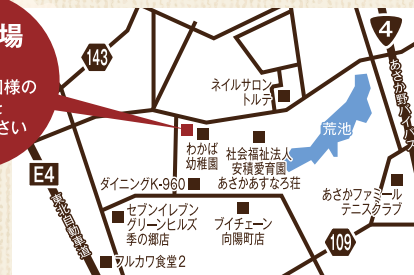 場
様の
さい
143
4
あさか野バイパス
ネイルサロン
トルテ
荒池
わかば
幼稚園
社会福祉法人
安積愛育園
あさかあすなろ荘
E4
東北自動車道
ダイニングK-960
あさかファミール
テニスクラブ
セブンイレブン
グリーンヒルズ
季の郷店
ブイチェーン
向陽町店
109
フルカワ食堂2